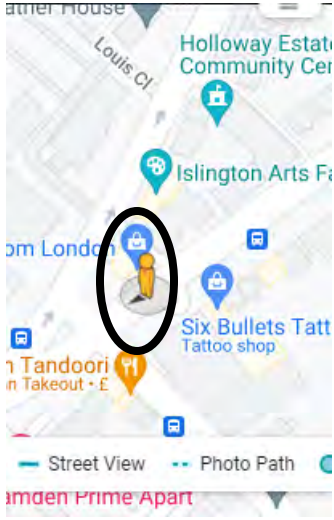 ather House
Louis Cl
Holloway Estate
Community Cer
Islington Arts Fa
om London
Six Bullets Tatt
Tattoo shop
n Tandoori
n Takeout • £
Street View
Photo Path
amden Prime Apart